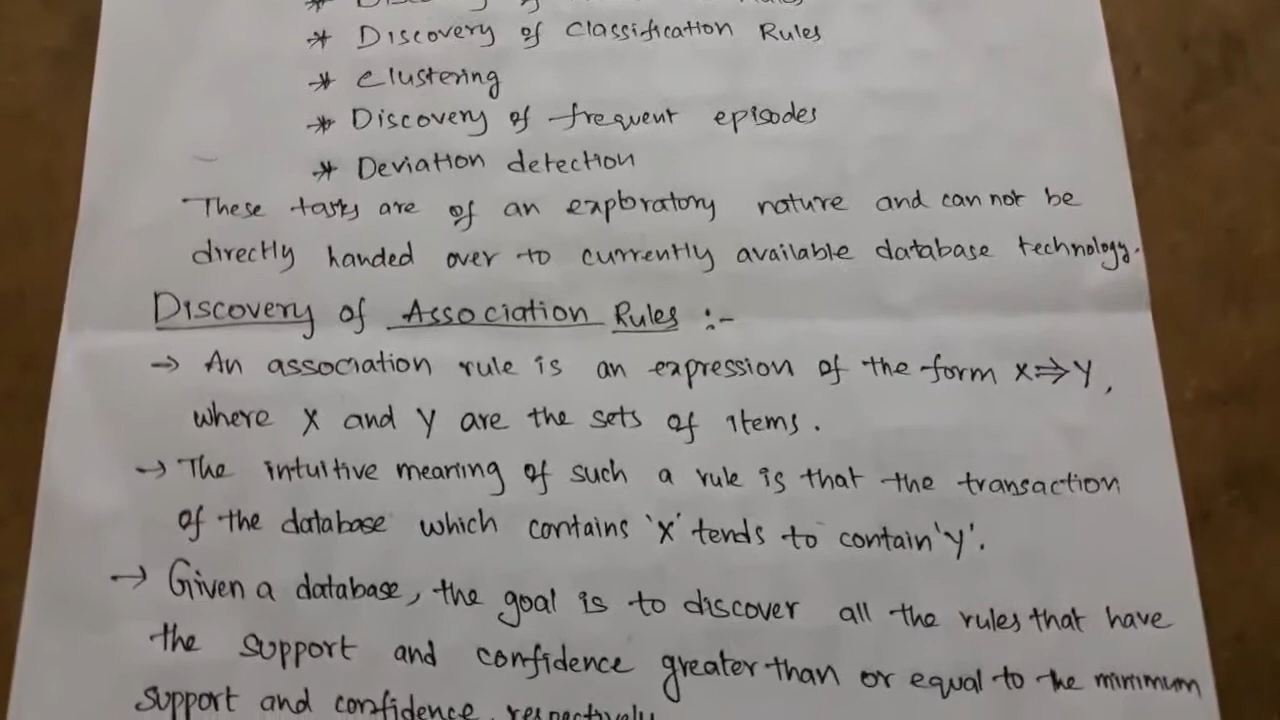 * Discovery of Classification Rules
* Clustering
* Discovery of frequent episodes
* Deviation detection
These tasks are of an exploratory nature and can not be
directly handed over to currently available database technology.
Discovery of Association Rules :-
→ An association rule is an expression of the form X⇒Y,
where X and Y are the sets of items.
→ The intuitive meaning of such a rule is that the transaction
of the database which contains 'X' tends to contain 'Y'.
→ Given a database, the goal is to discover all the rules that have
the support and confidence greater than or equal to the minimum
support and confidence respectively